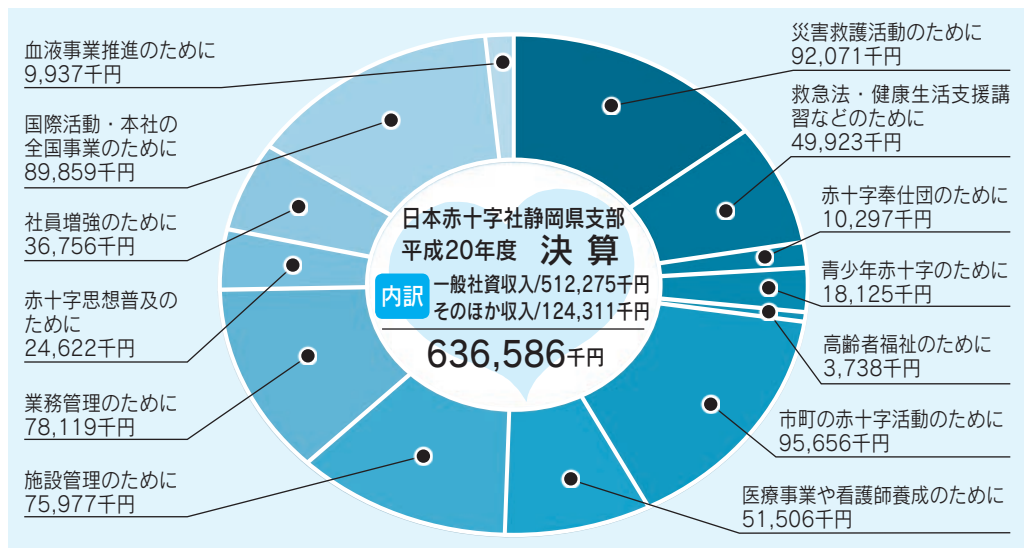 血液事業推進のために
9,937千円
国際活動・本社の
全国事業のために
89,859千円
社員増強のために
36,756千円
赤十字思想普及の
ために
24,622千円
業務管理のために
78,119千円
施設管理のために
75,977千円
日本赤十字社静岡県支部
平成20年度 決算
内訳
一般社資収入/512,275千円
そのほか収入/124,311千円
636,586千円
災害救護活動のために
92,071千円
救急法・健康生活支援講
習などのために
49,923千円
赤十字奉仕団のために
10,297千円
青少年赤十字のために
18,125千円
高齢者福祉のために
3,738千円
市町の赤十字活動のために
95,656千円
医療事業や看護師養成のために
51,506千円